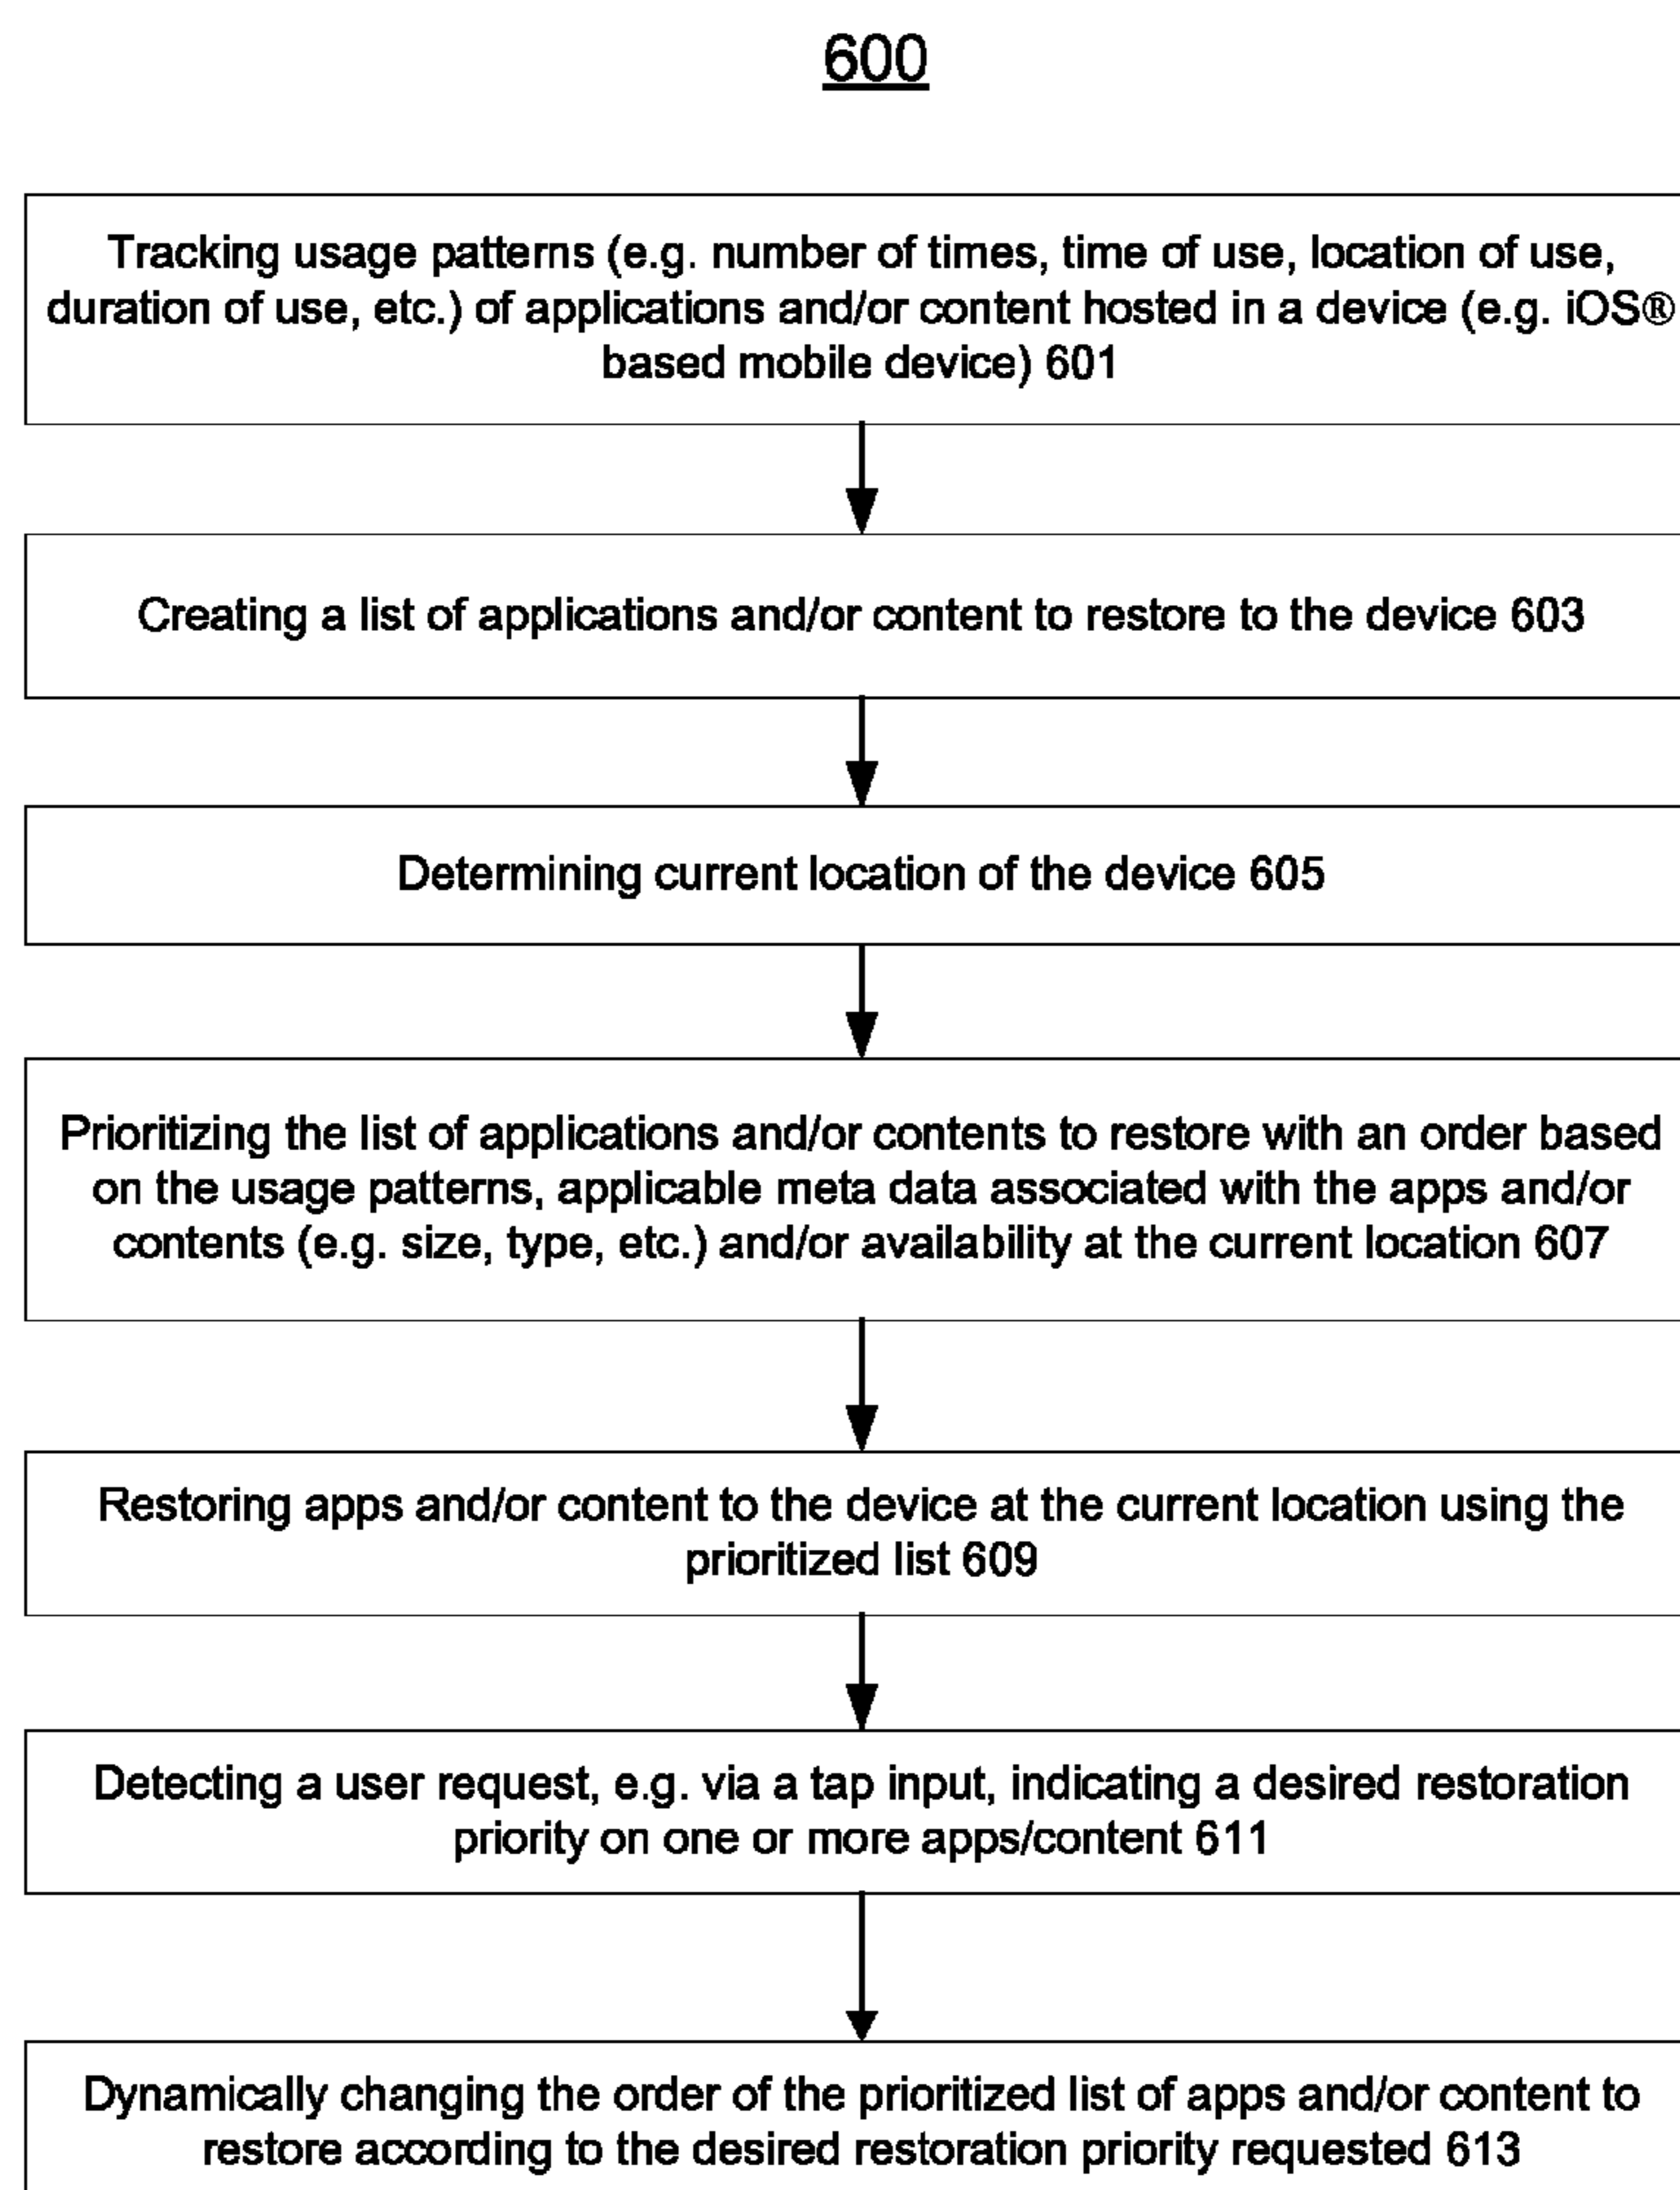 600
Tracking usage patterns (e.g. number of times, time of use, location of use,
duration of use, etc.) of applications and/or content hosted in a device (e.g. iOS®
based mobile device) 601
Creating a list of applications and/or content to restore to the device 603
Determining current location of the device 605
Prioritizing the list of applications and/or contents to restore with an order based
on the usage patterns, applicable meta data associated with the apps and/or
contents (e.g. size, type, etc.) and/or availability at the current location 607
Restoring apps and/or content to the device at the current location using the
prioritized list 609
Detecting a user request, e.g. via a tap input, indicating a desired restoration
priority on one or more apps/content 611
Dynamically changing the order of the prioritized list of apps and/or content to
restore according to the desired restoration priority requested 613